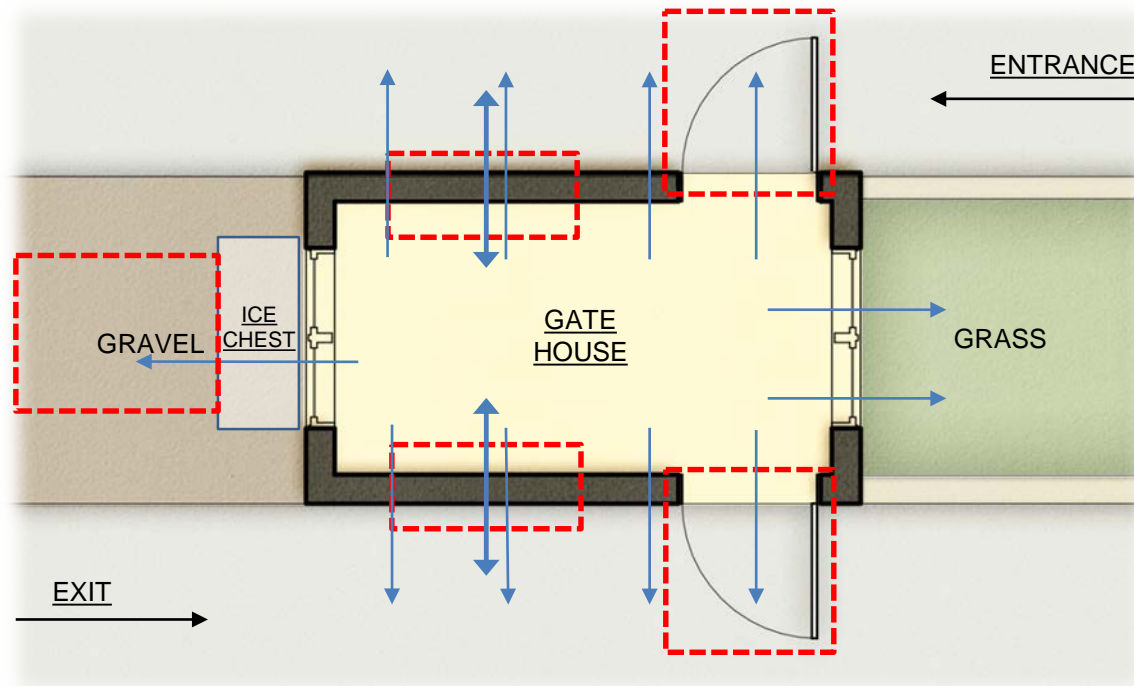 ENTRANCE
ICE
CHEST
GRAVEL
GATE
HOUSE
GRASS
EXIT